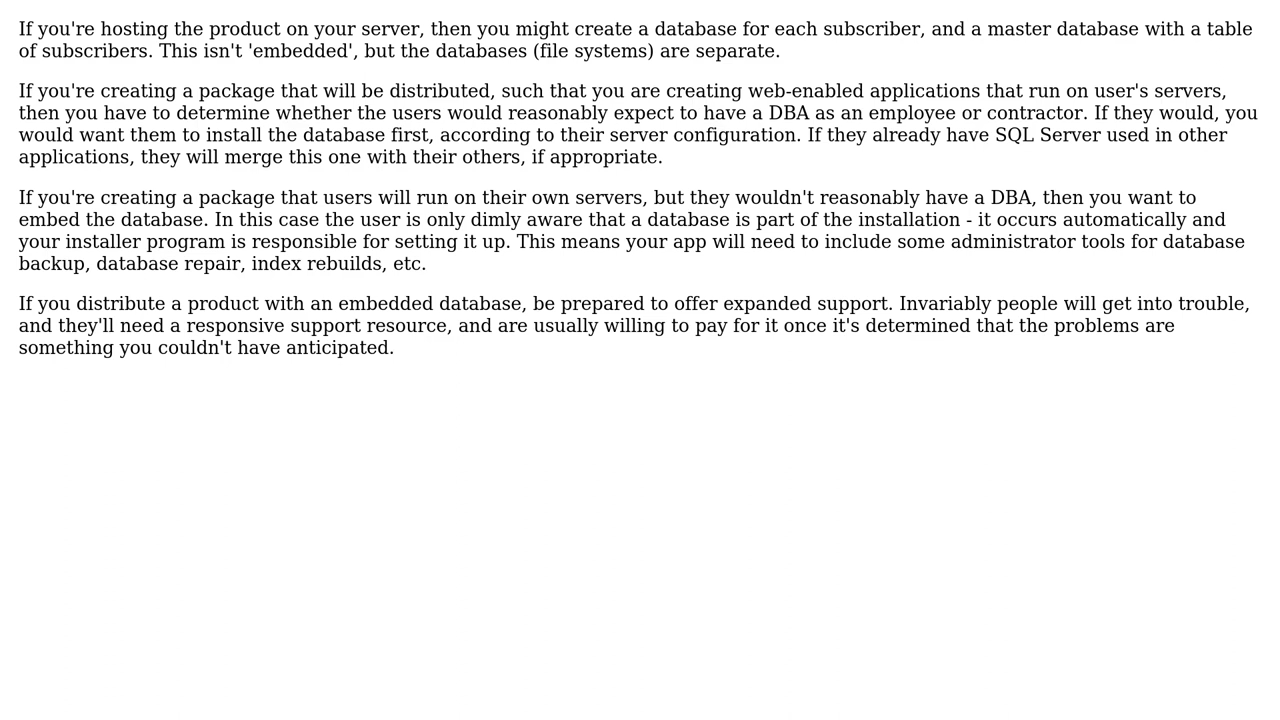 If you're hosting the product on your server, then you might create a database for each subscriber, and a master database with a table
of subscribers. This isn't 'embedded', but the databases (file systems) are separate.
If you're creating a package that will be distributed, such that you are creating web-enabled applications that run on user's servers,
then you have to determine whether the users would reasonably expect to have a DBA as an employee or contractor. If they would, you
would want them to install the database first, according to their server configuration. If they already have SQL Server used in other
applications, they will merge this one with their others, if appropriate.
If you're creating a package that users will run on their own servers, but they wouldn't reasonably have a DBA, then you want to
embed the database. In this case the user is only dimly aware that a database is part of the installation - it occurs automatically and
your installer program is responsible for setting it up. This means your app will need to include some administrator tools for database
backup, database repair, index rebuilds, etc.
If you distribute a product with an embedded database, be prepared to offer expanded support. Invariably people will get into trouble,
and they'll need a responsive support resource, and are usually willing to pay for it once it's determined that the problems are
something you couldn't have anticipated.